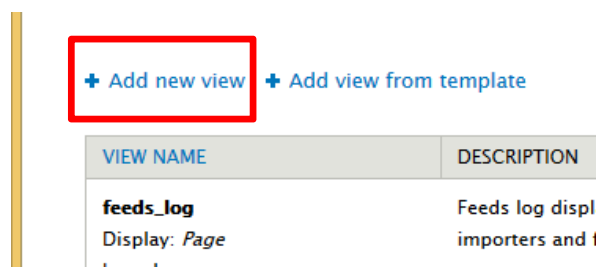 + Add new view + Add view from template
VIEW NAME DESCRIPTION
feeds_log Feeds log displ
Display: Page importers and f